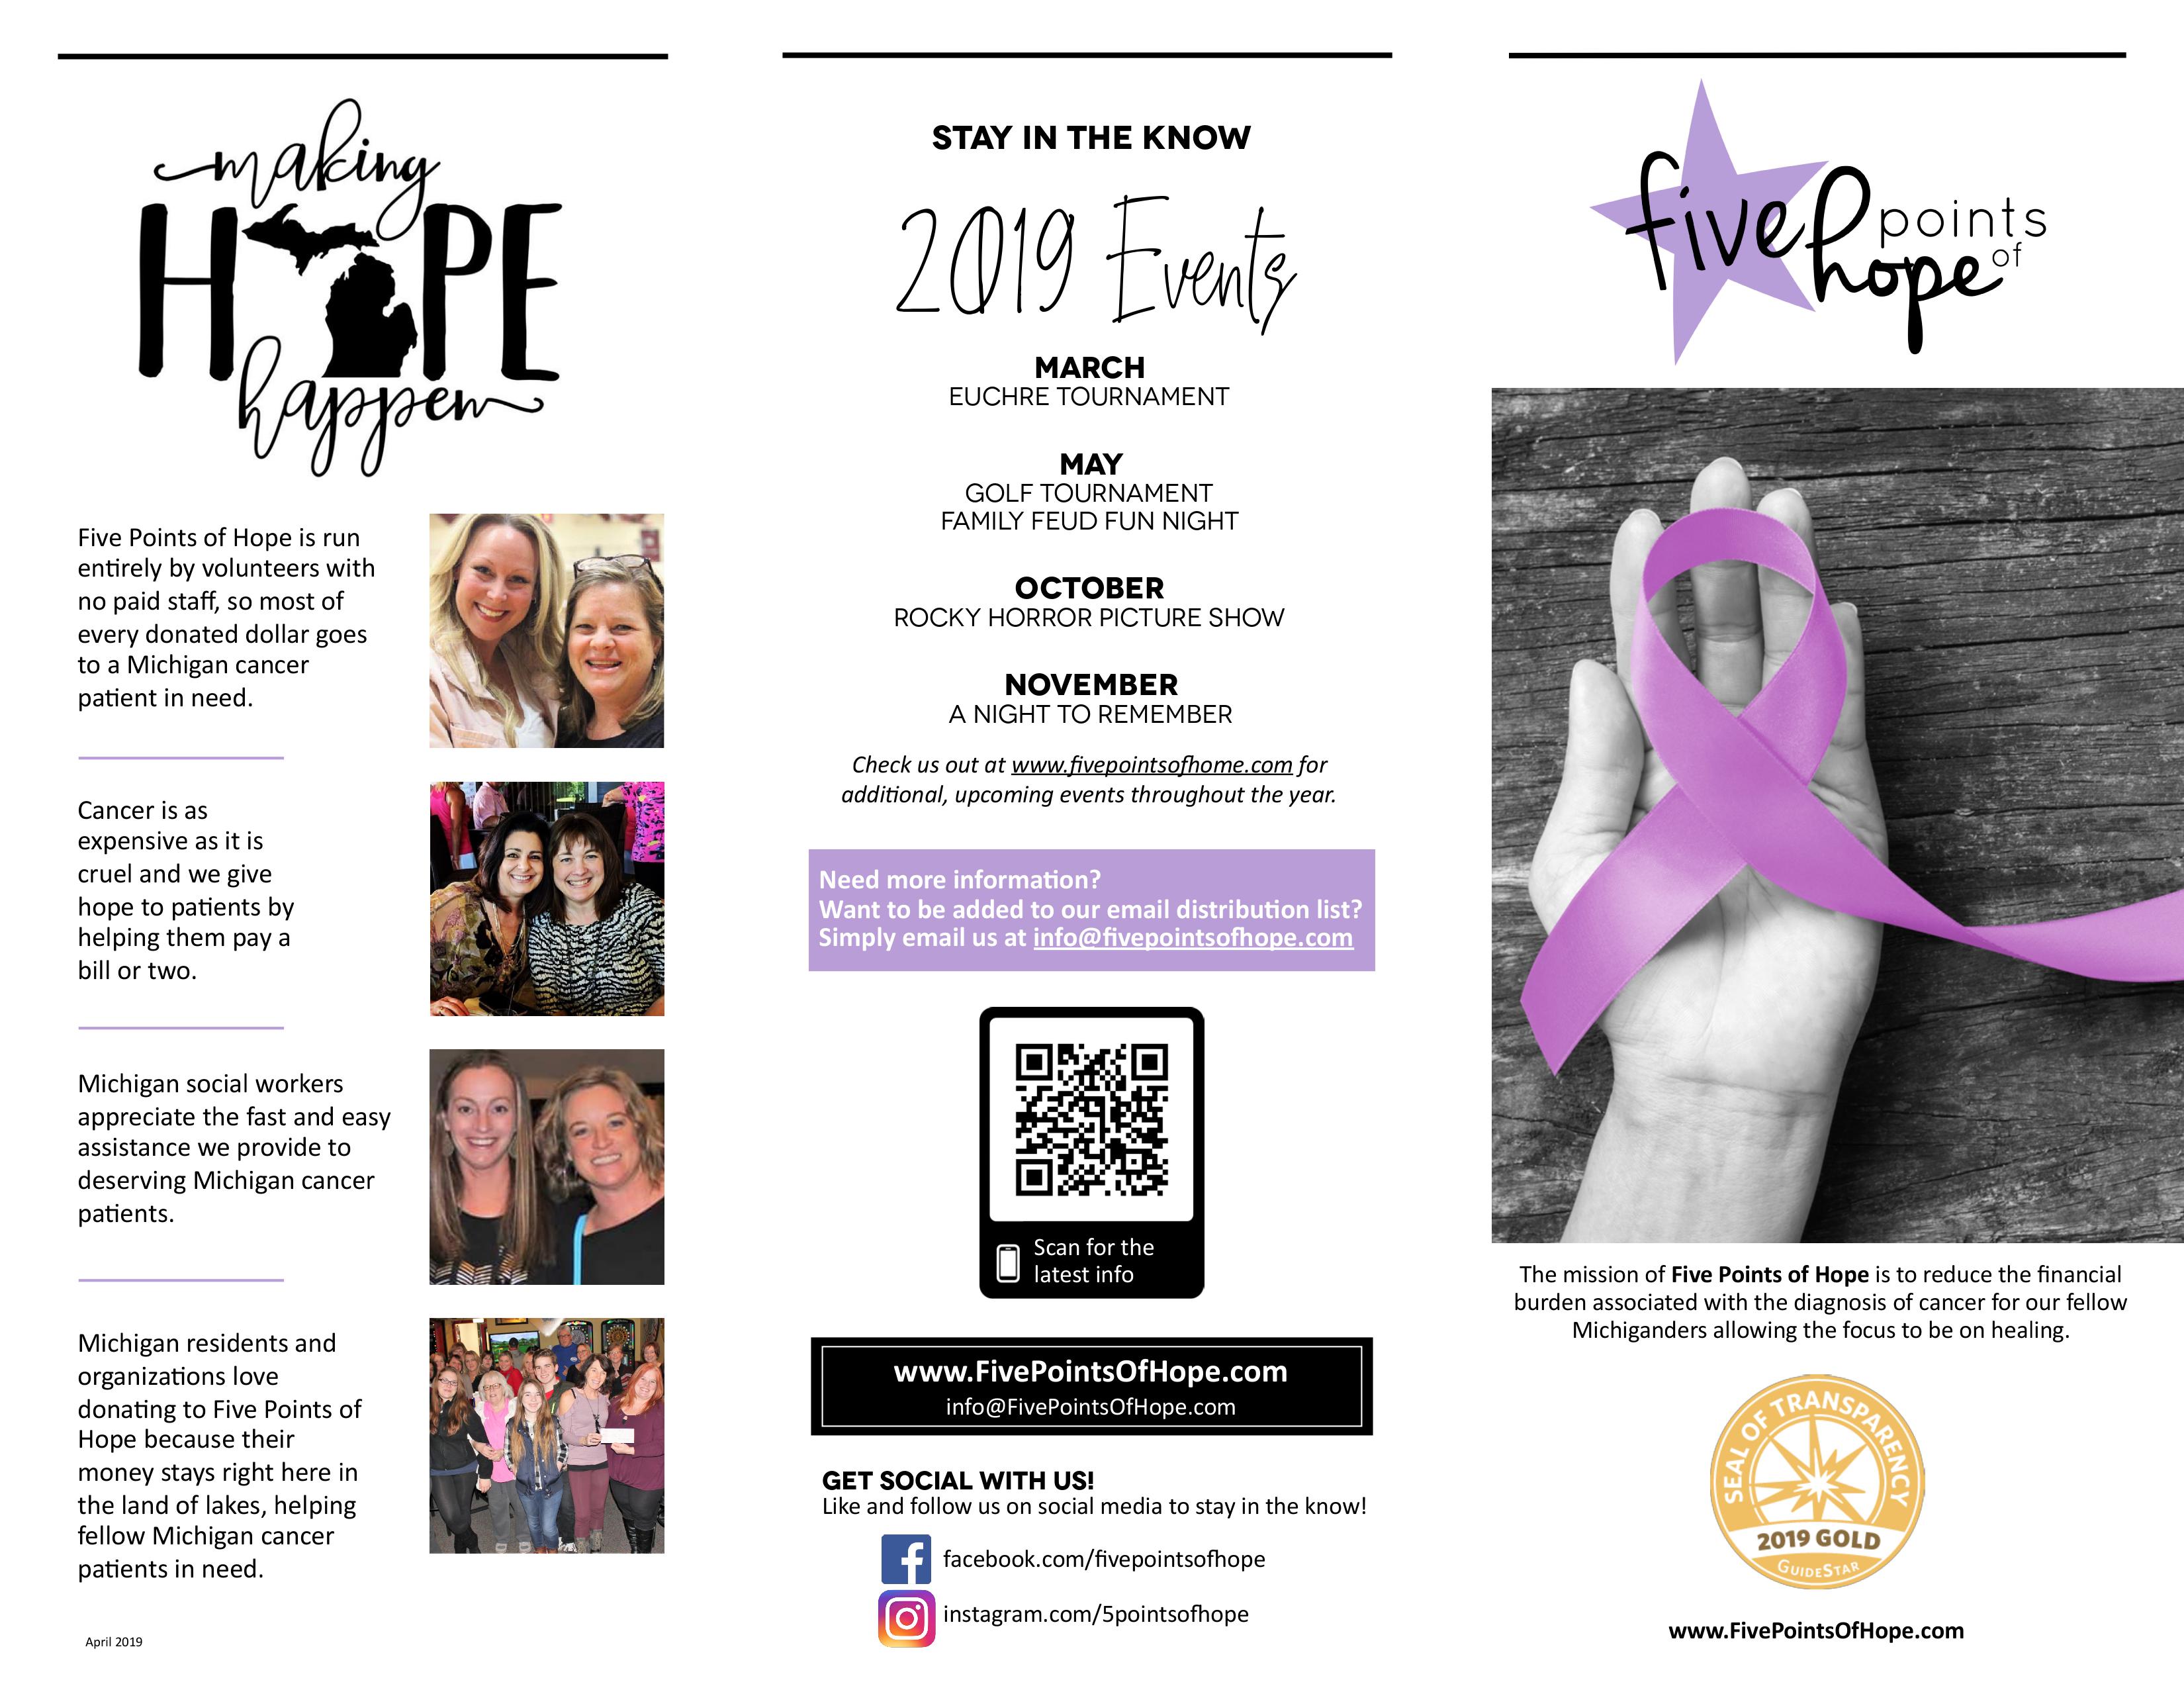 making
HOPE
happen
Five Points of Hope is run
entirely by volunteers with
no paid staff, so most of
every donated dollar goes
to a Michigan cancer
patient in need.
Cancer is as
expensive as it is
cruel and we give
hope to patients by
helping them pay a
bill or two.
Michigan social workers
appreciate the fast and easy
assistance we provide to
deserving Michigan cancer
patients.
Michigan residents and
organizations love
donating to Five Points of
Hope because their
money stays right here in
the land of lakes, helping
fellow Michigan cancer
patients in need.
April 2019
STAY IN THE KNOW
2019 Events
MARCH
EUCHRE TOURNAMENT
MAY
GOLF TOURNAMENT
FAMILY FEUD FUN NIGHT
OCTOBER
ROCKY HORROR PICTURE SHOW
NOVEMBER
A NIGHT TO REMEMBER
Check us out at www.fivepointsofhome.com for
additional, upcoming events throughout the year.
Need more information?
Want to be added to our email distribution list?
Simply email us at info@fivepointsofhope.com
Scan for the
latest info
www.FivePointsOfHope.com
info@FivePointsOfHope.com
GET SOCIAL WITH US!
Like and follow us on social media to stay in the know!
facebook.com/fivepointsofhope
instagram.com/5pointsofhope
five points
of
hope
The mission of Five Points of Hope is to reduce the financial
burden associated with the diagnosis of cancer for our fellow
Michiganders allowing the focus to be on healing.
SEAL OF TRANSPARENCY
2019 GOLD
GUIDESTAR
www.FivePointsOfHope.com